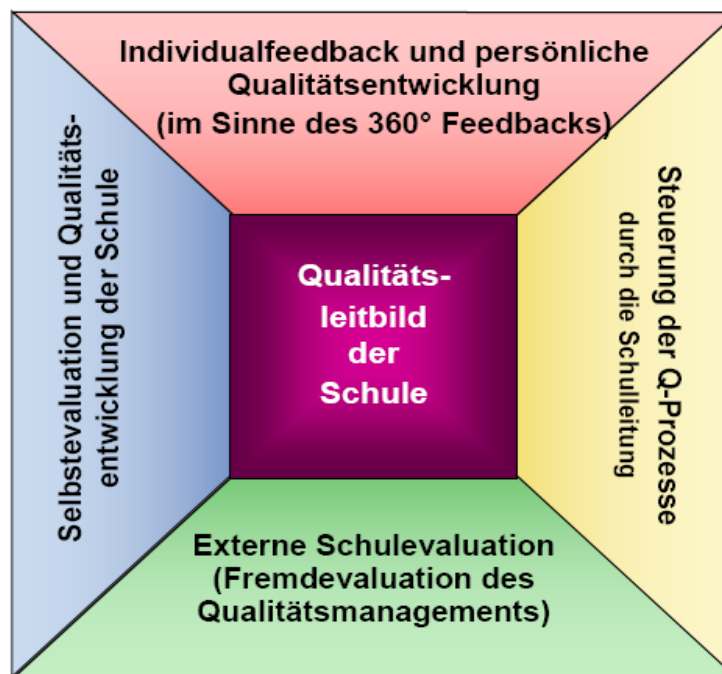 Individualfeedback und persönliche
Qualitätsentwicklung
(im Sinne des 360° Feedbacks)
Selbstevaluation und Qualitäts-
entwicklung der Schule
Qualitäts-
leitbild
der
Schule
Steuerung der Q-Prozesse
durch die Schulleitung
Externe Schulevaluation
(Fremdevaluation des
Qualitätsmanagements)